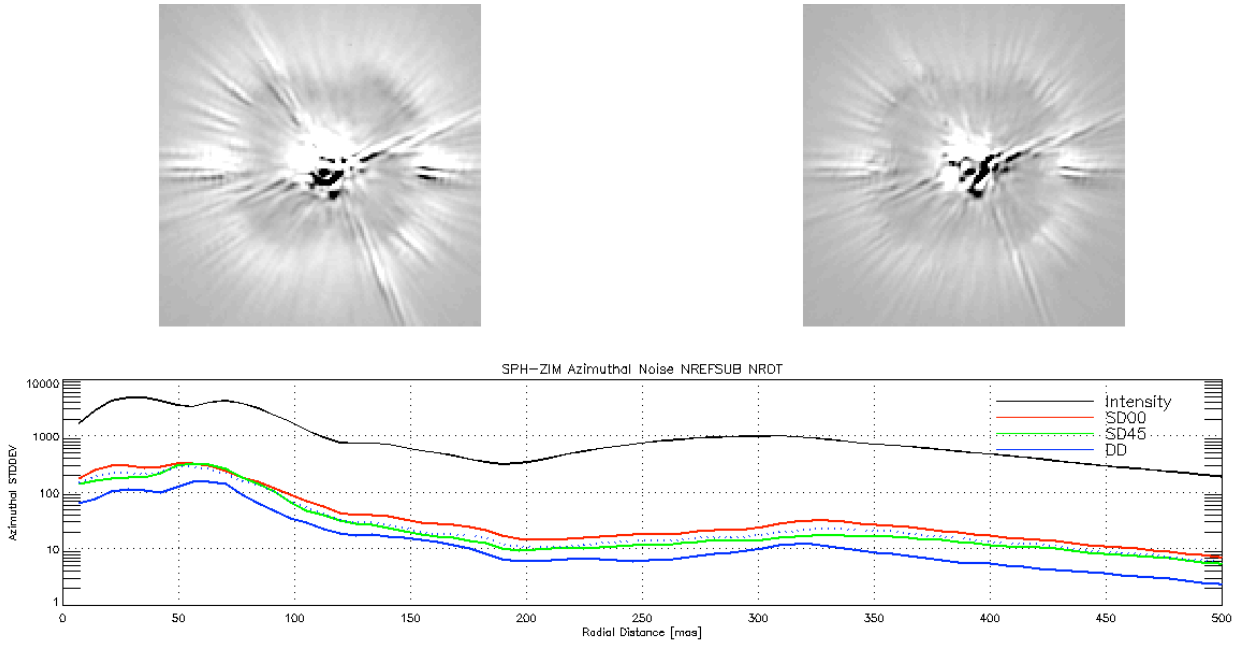 SPH-ZIM Azimuthal Noise NREFSUB NROT
10000
1000
100
10
1
Azimuthal STDDEV
Intensity
SD00
SD45
DD
0 50 100 150 200 250 300 350 400 450 500
Radial Distance [mas]